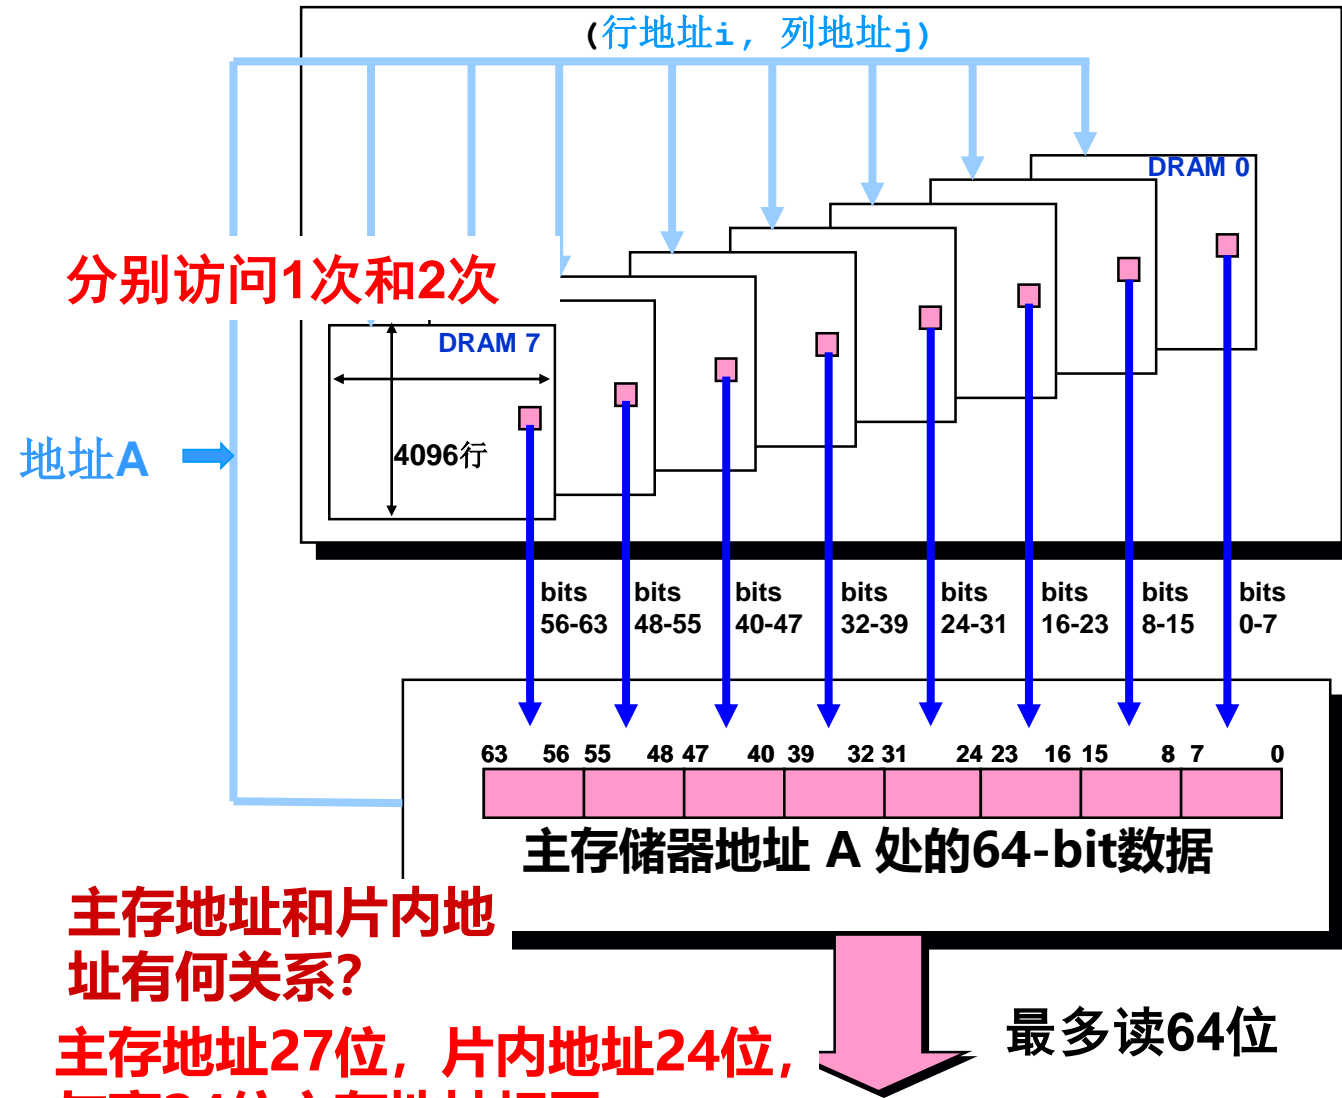 (行地址i, 列地址j)
DRAM 0
分别访问1次和2次
DRAM 7
4096行
地址A
bits 56-63
bits 48-55
bits 40-47
bits 32-39
bits 24-31
bits 16-23
bits 8-15
bits 0-7
63 56 55 48 47 40 39 32 31 24 23 16 15 8 7 0
主存储器地址 A 处的64-bit数据
主存地址和片内地
址有何关系?
最多读64位
主存地址27位，片内地址24位，